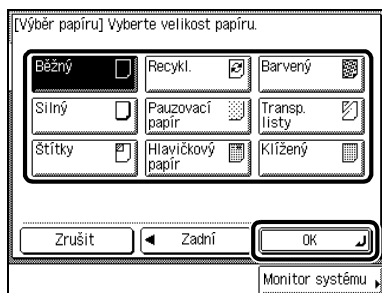 [Výběr papíru] Vyberte velikost papíru.
Běžný
Recykl.
Barvený
Silný
Pauzovací
papír
Transp.
listy
Štítky
Hlavičkový
papír
Klížený
Zrušit
◄ Zadní
OK
Monitor systému